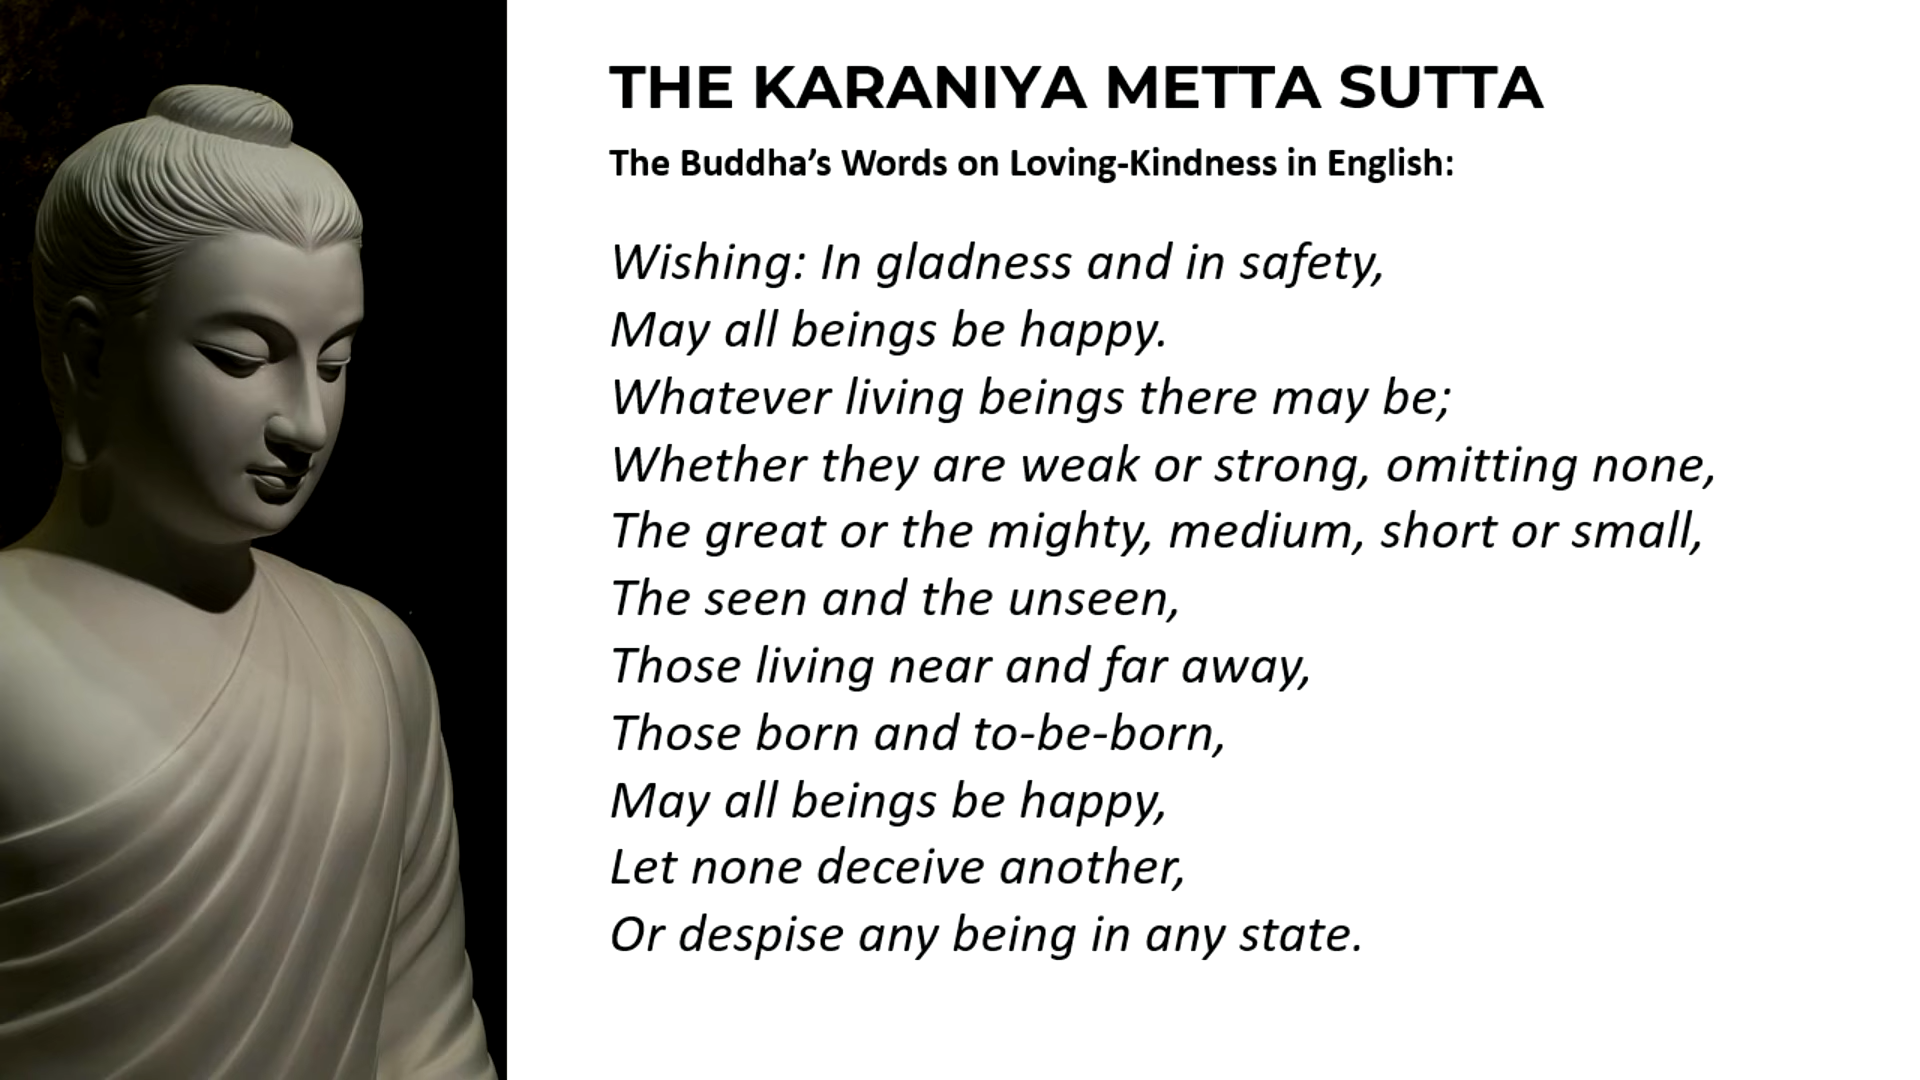 THE KARANIYA METTA SUTTA
The Buddha’s Words on Loving-Kindness in English:
Wishing: In gladness and in safety,
May all beings be happy.
Whatever living beings there may be;
Whether they are weak or strong, omitting none,
The great or the mighty, medium, short or small,
The seen and the unseen,
Those living near and far away,
Those born and to-be-born,
May all beings be happy,
Let none deceive another,
Or despise any being in any state.